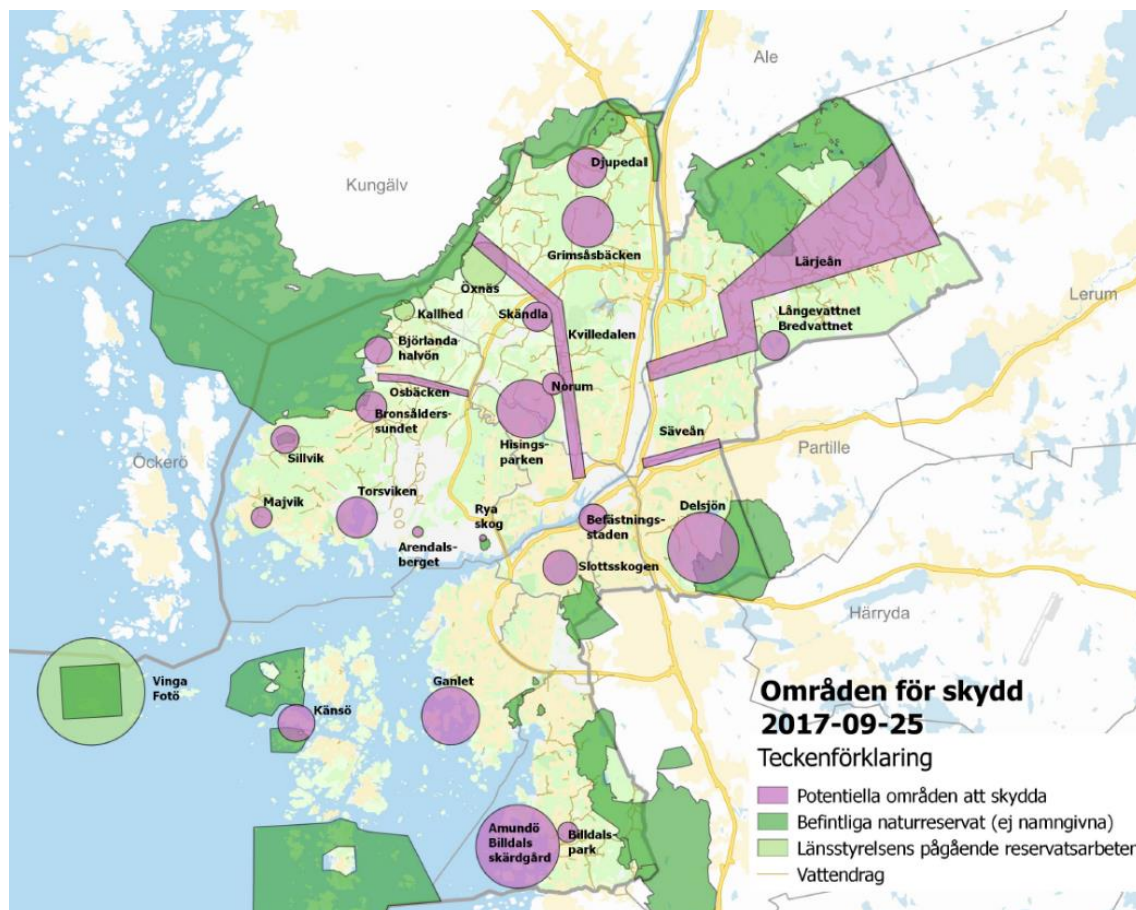 Ale
Djupedal
Kungälv
Grimsåsbäcken
Lärjeån
Öxnäs
Lerum
Kallhed
Skändla
Långevattnet
Bredvattnet
Kvilledalen
Björlanda
halvön
Norum
Osbäcken
Bronsålders-
sundet
Säveån
Partille
Hisings-
parken
Öckerö
Sillvik
Torsviken
Majvik
Rya
skog
Delsjön
Befästnings-
staden
Arendals-
berget
Slottsskogen
Härryda
Vinga
Fotö
Ganlet
Känsö
Områden för skydd
2017-09-25
Teckenförklaring
Potentiella områden att skydda
Befintliga naturreservat (ej namngivna)
Länsstyrelsens pågående reservatsarbeten
Vattendrag
Amundö
Billdals
skärdgård
Billdals-
park